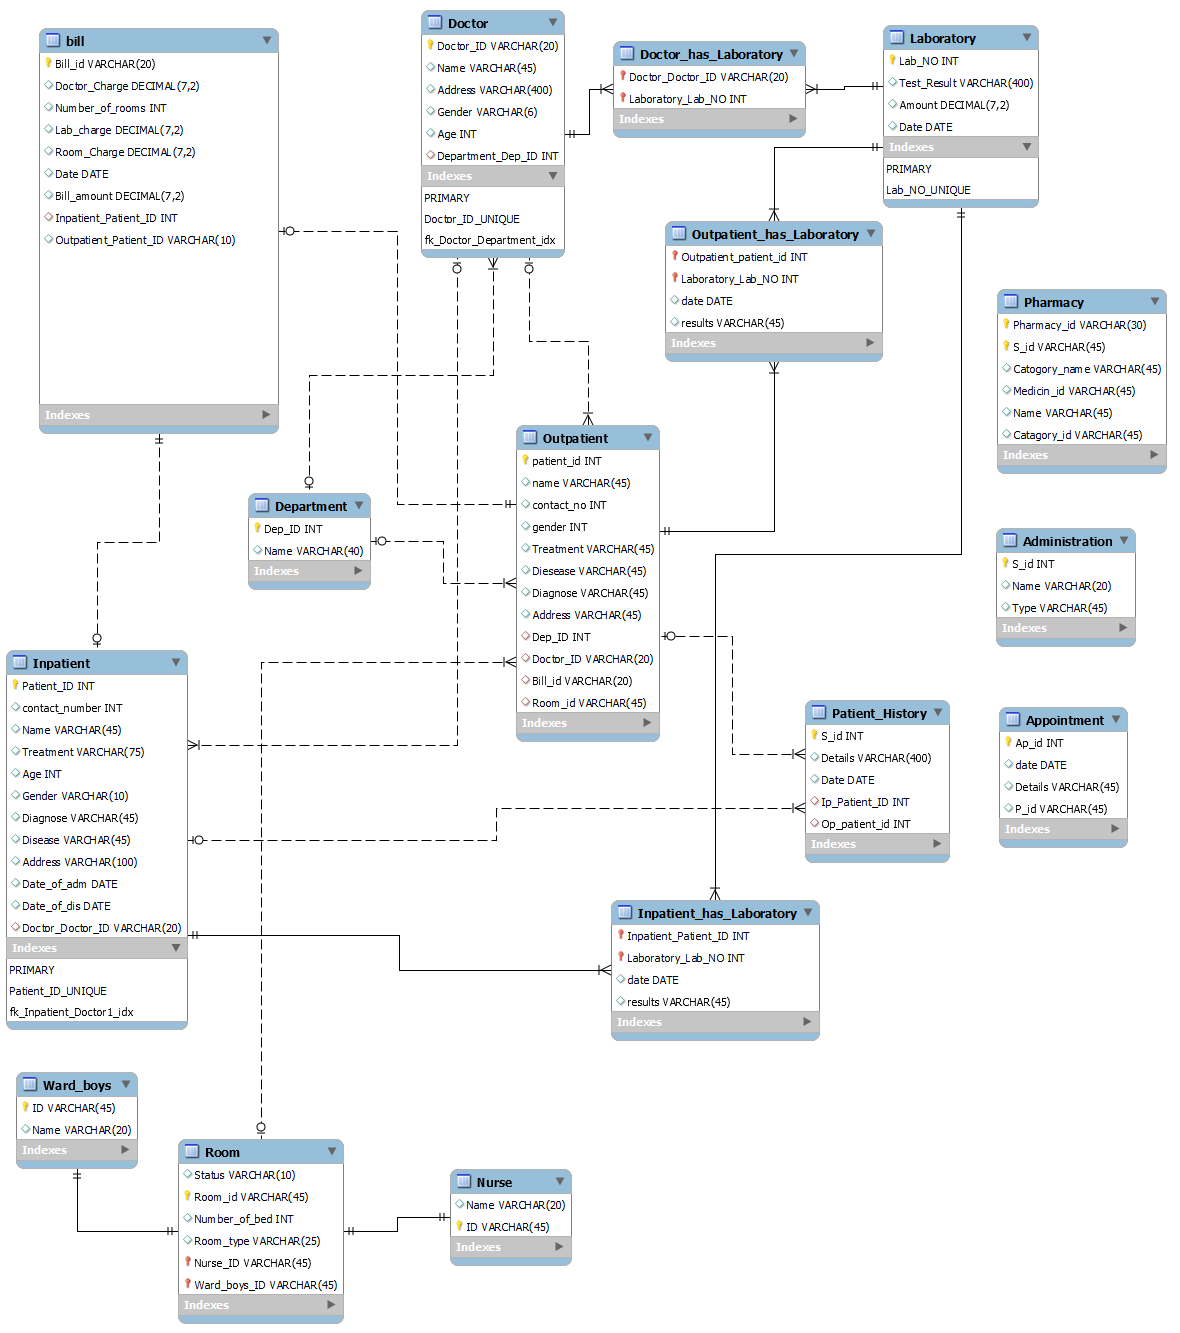 bill
Bill_id VARCHAR(20)
Doctor_Charge DECIMAL(7,2)
Number_of_rooms INT
Lab_charge DECIMAL(7,2)
Room_Charge DECIMAL(7,2)
Date DATE
Bill_amount DECIMAL(7,2)
Inpatient_Patient_ID INT
Outpatient_Patient_ID VARCHAR(10)
Indexes
Doctor
Doctor_ID VARCHAR(20)
Name VARCHAR(45)
Address VARCHAR(400)
Gender VARCHAR(6)
Age INT
Department_Dep_ID INT
Indexes
PRIMARY
Doctor_ID_UNIQUE
fk_Doctor_Department_idx
Doctor_has_Laboratory
Doctor_Doctor_ID VARCHAR(20)
Laboratory_Lab_NO INT
Indexes
Laboratory
Lab_NO INT
Test_Result VARCHAR(400)
Amount DECIMAL(7,2)
Date DATE
Indexes
PRIMARY
Lab_NO_UNIQUE
Outpatient_has_Laboratory
Outpatient_patient_id INT
Laboratory_Lab_NO INT
date DATE
results VARCHAR(45)
Indexes
Pharmacy
Pharmacy_id VARCHAR(30)
S_id VARCHAR(45)
Catogory_name VARCHAR(45)
Medicin_id VARCHAR(45)
Name VARCHAR(45)
Catagory_id VARCHAR(45)
Indexes
Outpatient
patient_id INT
name VARCHAR(45)
contact_no INT
gender INT
Treatment VARCHAR(45)
Diesease VARCHAR(45)
Diagnose VARCHAR(45)
Address VARCHAR(45)
Dep_ID INT
Doctor_ID VARCHAR(20)
Bill_id VARCHAR(20)
Room_id VARCHAR(45)
Indexes
Department
Dep_ID INT
Name VARCHAR(40)
Indexes
Administration
S_id INT
Name VARCHAR(20)
Type VARCHAR(45)
Indexes
Inpatient
Patient_ID INT
contact_number INT
Name VARCHAR(45)
Treatment VARCHAR(75)
Age INT
Gender VARCHAR(10)
Diagnose VARCHAR(45)
Disease VARCHAR(45)
Address VARCHAR(100)
Date_of_adm DATE
Date_of_dis DATE
Doctor_Doctor_ID VARCHAR(20)
Indexes
PRIMARY
Patient_ID_UNIQUE
fk_Inpatient_Doctor1_idx
Patient_History
S_id INT
Details VARCHAR(400)
Date DATE
Ip_Patient_ID INT
Op_patient_id INT
Indexes
Appointment
Ap_id INT
date DATE
Details VARCHAR(45)
P_id VARCHAR(45)
Indexes
Inpatient_has_Laboratory
Inpatient_Patient_ID INT
Laboratory_Lab_NO INT
date DATE
results VARCHAR(45)
Indexes
Ward_boys
ID VARCHAR(45)
Name VARCHAR(20)
Indexes
Room
Status VARCHAR(10)
Room_id VARCHAR(45)
Number_of_bed INT
Room_type VARCHAR(25)
Nurse_ID VARCHAR(45)
Ward_boys_ID VARCHAR(45)
Indexes
Nurse
Name VARCHAR(20)
ID VARCHAR(45)
Indexes